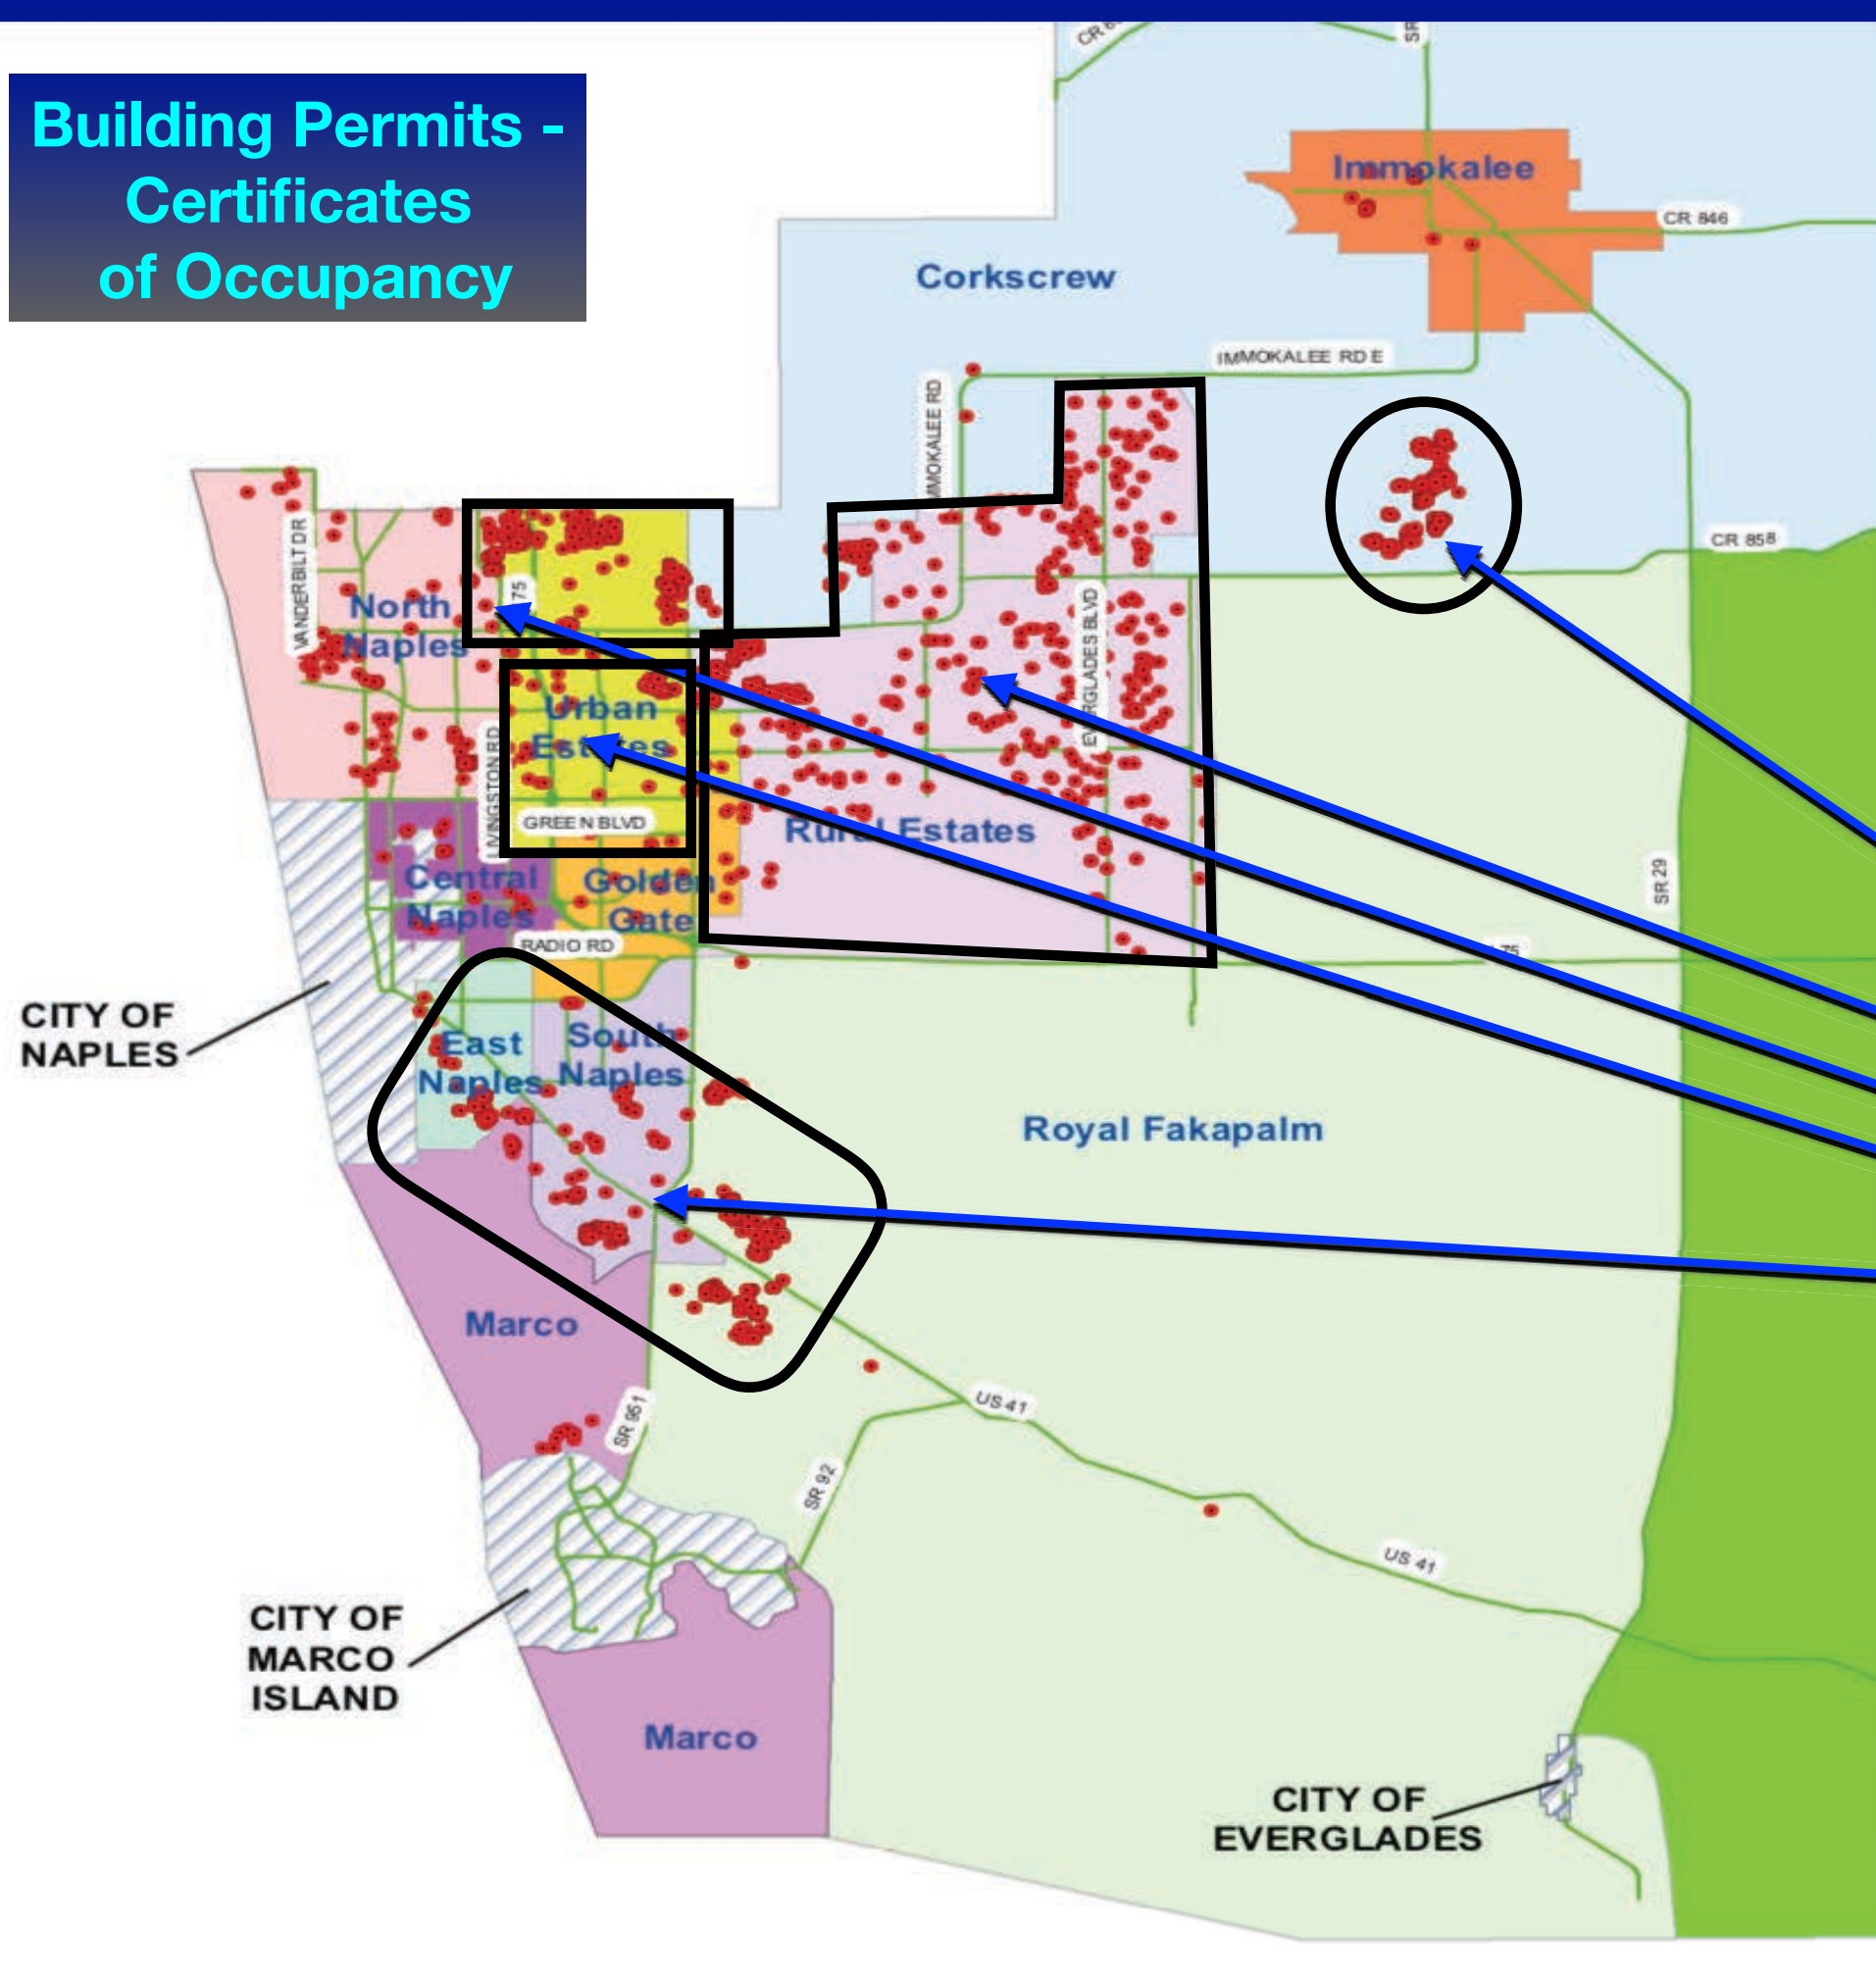 Building Permits -
Certificates
of Occupancy
SR
Immokalee
CR 846
Corkscrew
IMMOKALEE RD E
MMOKALEE RD
CR 858
VANDERBILT DR
75
North
Naples
EVERGLADES BLVD
Urban
Estates
LIVINGSTON RD
GREEN BLVD
Rural Estates
Central
Naples
Golden
Gate
SR 29
RADIO RD
75
CITY OF
NAPLES
East
Naples
South
Naples
Royal Fakapalm
Marco
SR 951
US 41
SR 92
US 41
CITY OF
MARCO
ISLAND
Marco
CITY OF
EVERGLADES